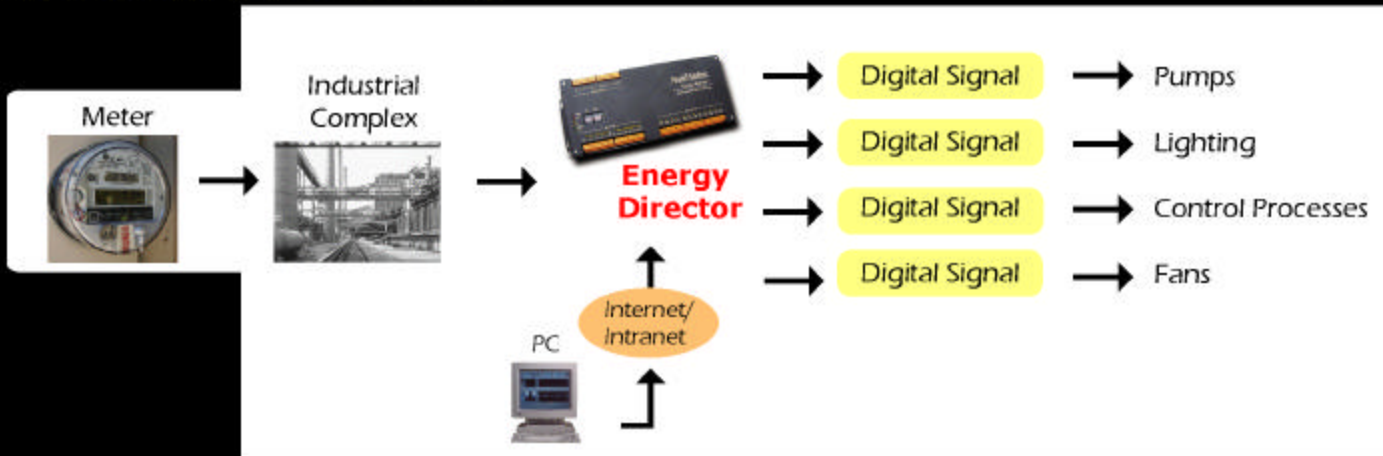 Meter
Industrial
Complex
Energy
Director
Internet/
Intranet
PC
Digital Signal
Pumps
Digital Signal
Lighting
Digital Signal
Control Processes
Digital Signal
Fans